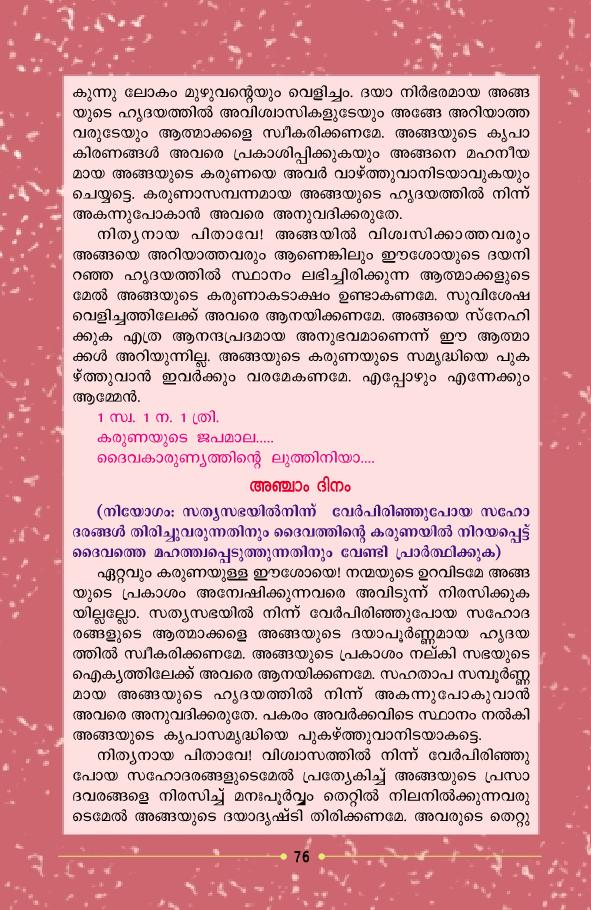 കുന്നു ലോകം മുഴുവന്റെയും വെളിച്ചം. ദയാ നിർഭരമായ അങ്ങ
യുടെ ഹൃദയത്തിൽ അവിശ്വാസികളുടേയും അങ്ങേ അറിയാത്ത
വരുടേയും ആത്മാക്കളെ സ്വീകരിക്കണമേ. അങ്ങയുടെ കൃപാ
കിരണങ്ങൾ അവരെ പ്രകാശിപ്പിക്കുകയും അങ്ങനെ മഹനീയ
മായ അങ്ങയുടെ കരുണയെ അവർ വാഴ്ത്തുവാനിടയാവുകയും
ചെയ്യട്ടെ. കരുണാസമ്പന്നമായ അങ്ങയുടെ ഹൃദയത്തിൽ നിന്ന്
അകന്നുപോകാൻ അവരെ അനുവദിക്കരുതേ.
നിത്യനായ പിതാവേ! അങ്ങയിൽ വിശ്വസിക്കാത്തവരും
അങ്ങയെ അറിയാത്തവരും ആണെങ്കിലും ഈശോയുടെ ദയനി
റഞ്ഞ ഹൃദയത്തിൽ സ്ഥാനം ലഭിച്ചിരിക്കുന്ന ആത്മാക്കളുടെ
മേൽ അങ്ങയുടെ കരുണാകടാക്ഷം ഉണ്ടാകണമേ. സുവിശേഷ
വെളിച്ചത്തിലേക്ക് അവരെ ആനയിക്കണമേ. അങ്ങയെ സ്നേഹി
ക്കുക എത്ര ആനന്ദപ്രദമായ അനുഭവമാണെന്ന് ഈ ആത്മാ
ക്കൾ അറിയുന്നില്ല. അങ്ങയുടെ കരുണയുടെ സമൃദ്ധിയെ പുക
ഴ്ത്തുവാൻ ഇവർക്കും വരമേകണമേ. എപ്പോഴും എന്നേക്കും
ആമ്മേൻ.
1 സ്വ. 1 ന. 1 ത്രി.
കരുണയുടെ ജപമാല.....
ദൈവകാരുണ്യത്തിന്റെ ലുത്തിനിയാ....
അഞ്ചാം ദിനം
(നിയോഗം: സത്യസഭയിൽനിന്ന് വേർപിരിഞ്ഞുപോയ സഹോ
ദരങ്ങൾ തിരിച്ചുവരുന്നതിനും ദൈവത്തിന്റെ കരുണയിൽ നിറയപ്പെട്ട്
ദൈവത്തെ മഹത്ത്വപ്പെടുത്തുന്നതിനും വേണ്ടി പ്രാർത്ഥിക്കുക)
ഏറ്റവും കരുണയുള്ള ഈശോയെ! നന്മയുടെ ഉറവിടമേ അങ്ങ
യുടെ പ്രകാശം അന്വേഷിക്കുന്നവരെ അവിടുന്ന് നിരസിക്കുക
യില്ലല്ലോ. സത്യസഭയിൽ നിന്ന് വേർപിരിഞ്ഞുപോയ സഹോദ
രങ്ങളുടെ ആത്മാക്കളെ അങ്ങയുടെ ദയാപൂർണ്ണമായ ഹൃദയ
ത്തിൽ സ്വീകരിക്കണമേ. അങ്ങയുടെ പ്രകാശം നല്കി സഭയുടെ
ഐക്യത്തിലേക്ക് അവരെ ആനയിക്കണമേ. സഹതാപ സമ്പൂർണ്ണ
മായ അങ്ങയുടെ ഹൃദയത്തിൽ നിന്ന് അകന്നുപോകുവാൻ
അവരെ അനുവദിക്കരുതേ. പകരം അവർക്കവിടെ സ്ഥാനം നൽകി
അങ്ങയുടെ കൃപാസമൃദ്ധിയെ പുകഴ്ത്തുവാനിടയാകട്ടെ.
നിത്യനായ പിതാവേ! വിശ്വാസത്തിൽ നിന്ന് വേർപിരിഞ്ഞു
പോയ സഹോദരങ്ങളുടെമേൽ പ്രത്യേകിച്ച് അങ്ങയുടെ പ്രസാ
ദവരങ്ങളെ നിരസിച്ച് മനഃപൂർവ്വം തെറ്റിൽ നിലനിൽക്കുന്നവരു
ടെമേൽ അങ്ങയുടെ ദയാദൃഷ്ടി തിരിക്കണമേ. അവരുടെ തെറ്റു
76